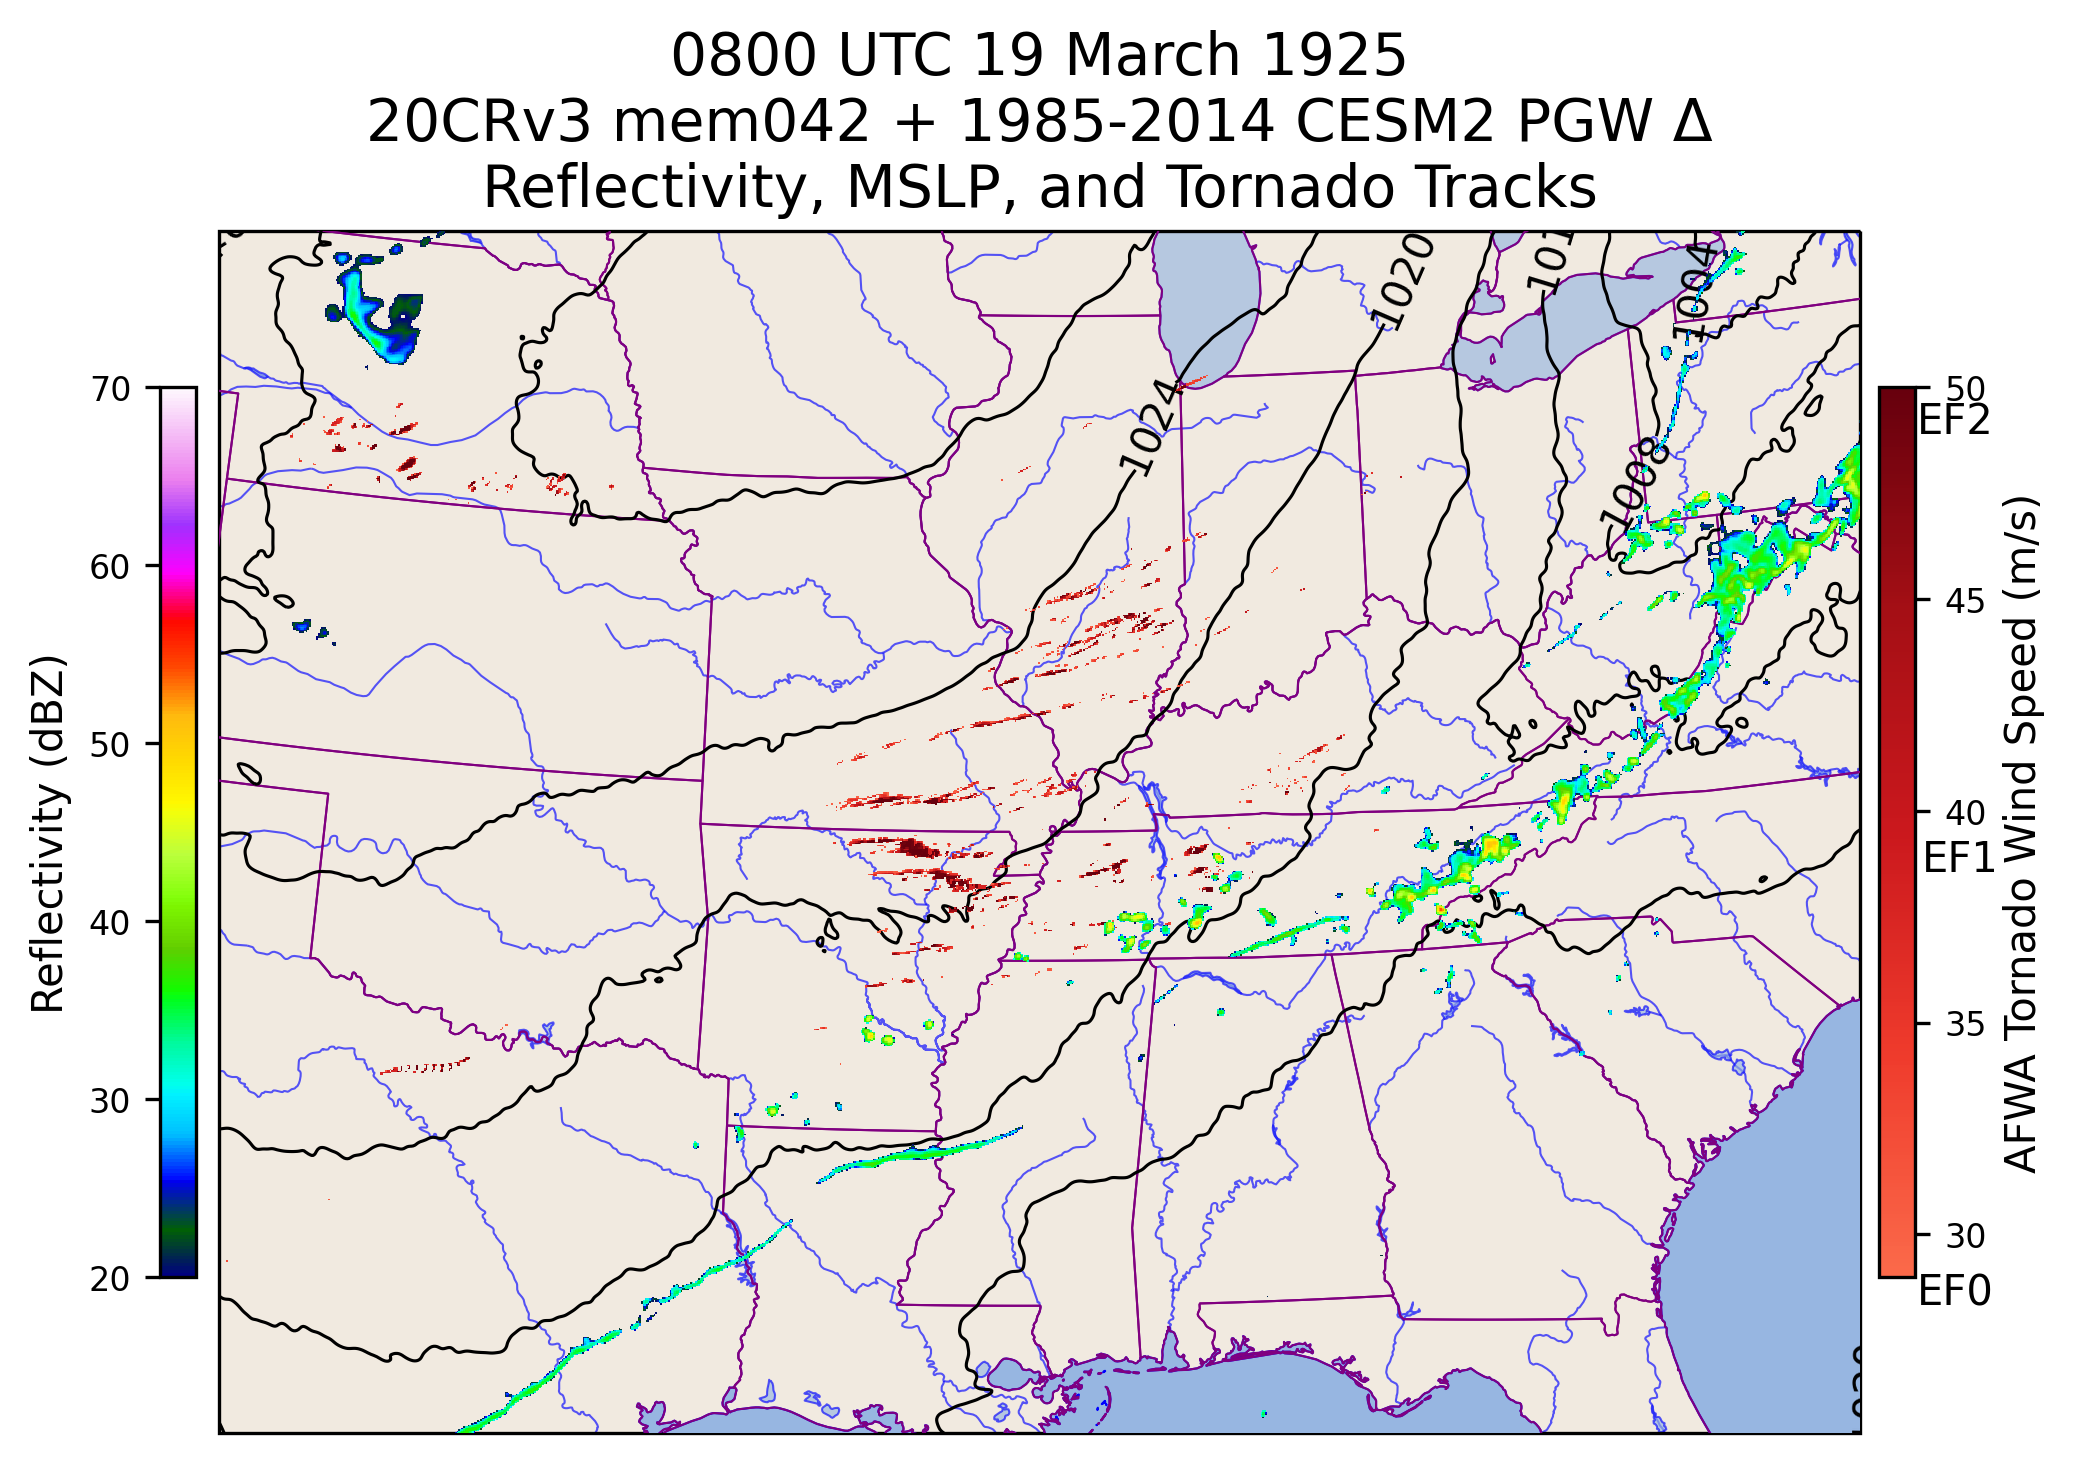 0800 UTC 19 March 1925
20CRv3 mem042 + 1985-2014 CESM2 PGW Δ
Reflectivity, MSLP, and Tornado Tracks
1020
1004
1024
1008
70
60
50
40
30
20
Reflectivity (dBZ)
50
EF2
45
40
EF1
35
30
EF0
AFWA Tornado Wind Speed (m/s)